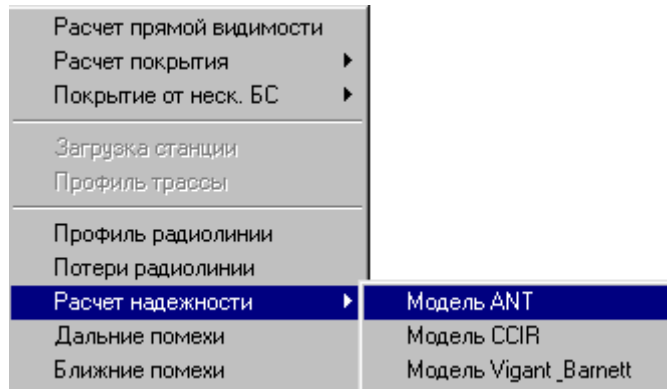 Расчет прямой видимости
Расчет покрытия
Покрытие от неск. БС
Загрузка станции
Профиль трассы
Профиль радиолинии
Потери радиолинии
Расчет надежности
Модель ANT
Дальние помехи
Модель CCIR
Ближние помехи
Модель Vigant_Barnett